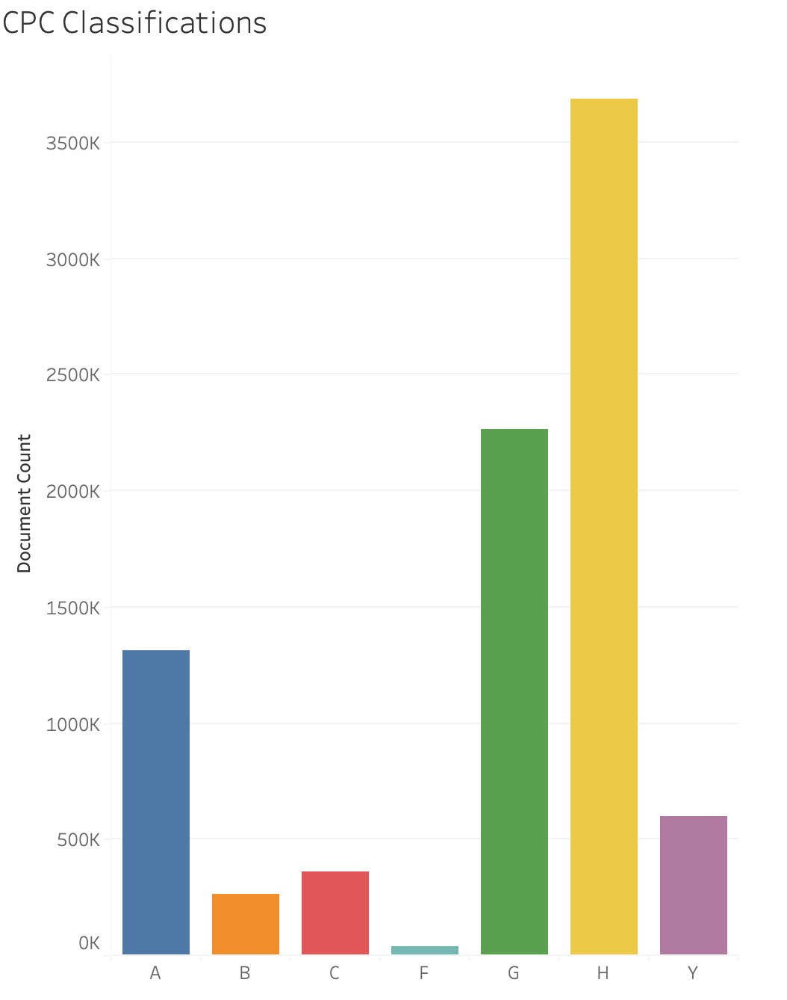 CPC Classifications
3500K
3000K
2500K
2000K
1500K
1000K
500K
0K
Document Count
A B C F G H Y